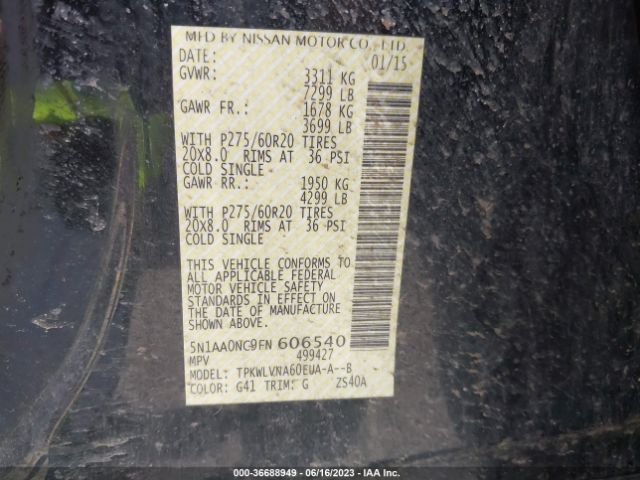 MFD BY NISSAN MOTOR CO., LTD.
DATE: 01/15
GVWR: 3311 KG
7299 LB
GAWR FR.: 1678 KG
3699 LB
WITH P275/60R20 TIRES
20X8.0 RIMS AT 36 PSI
COLD SINGLE
GAWR RR.: 1950 KG
4299 LB
WITH P275/60R20 TIRES
20X8.0 RIMS AT 36 PSI
COLD SINGLE
THIS VEHICLE CONFORMS TO
ALL APPLICABLE FEDERAL
MOTOR VEHICLE SAFETY
STANDARDS IN EFFECT ON
THE DATE OF MANUFACTURE
SHOWN ABOVE.
5N1AA0NC9FN 606540
MPV 499427
MODEL: TPKWLVNA60EUA-A--B
COLOR: G41 TRIM: G ZS40A
000-36688949 - 06/16/2023 - IAA Inc.